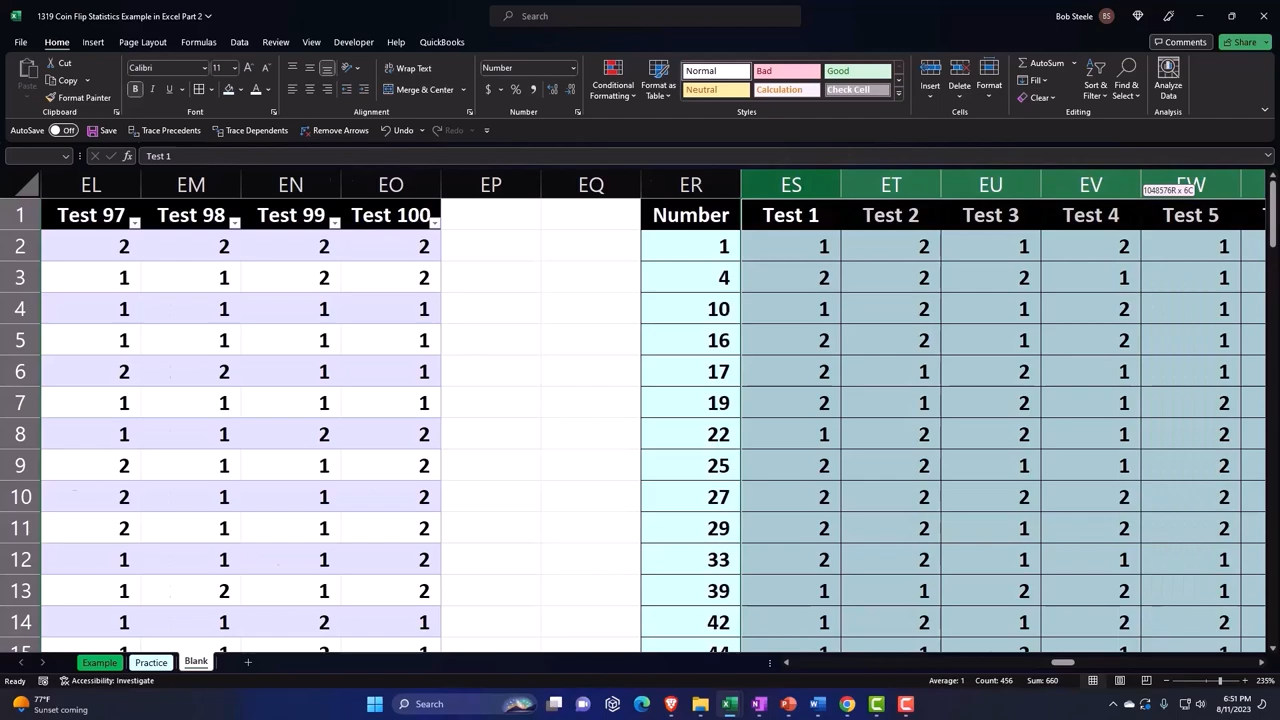 1319 Coin Flip Statistics Example in Excel Part 2
Search
Bob Steele BS
File Home Insert Page Layout Formulas Data Review View Developer Help QuickBooks
Comments Share
Paste
Cut
Copy
Format Painter
Clipboard
Calibri 11
Font
Wrap Text
Merge & Center
Alignment
Number
Number
Conditional Formatting
Format as Table
Normal Bad Good
Neutral Calculation Check Cell
Styles
Insert Delete Format
Cells
AutoSum
Fill
Clear
Sort & Filter
Find & Select
Editing
Analyze Data
Analysis
AutoSave Off Save Trace Precedents Trace Dependents Remove Arrows Undo Redo
fx Test 1
EL EM EN EO EP EQ ER ES ET EU EV EW
1048576R x 6C
1 Test 97 Test 98 Test 99 Test 100 Number Test 1 Test 2 Test 3 Test 4 Test 5
2 2 2 2 2 1 1 2 1 2 1
3 1 1 2 2 4 2 2 2 1 1
4 1 1 1 1 10 1 2 1 2 1
5 1 1 1 1 16 2 2 1 2 1
6 2 2 1 1 17 2 1 2 1 1
7 1 1 1 1 19 2 1 2 1 2
8 1 1 2 2 22 1 2 2 1 2
9 2 1 1 2 25 2 2 1 1 2
10 2 1 1 2 27 2 2 2 2 2
11 2 1 1 2 29 2 2 1 2 2
12 1 1 1 2 33 2 2 1 1 1
13 1 2 1 2 39 1 1 2 2 1
14 1 1 2 1 42 1 2 1 2 2
Example Practice Blank
Ready Accessibility: Investigate Average: 1 Count: 456 Sum: 660 235%
77°F
Sunset coming
Search
6:51 PM
8/11/2023